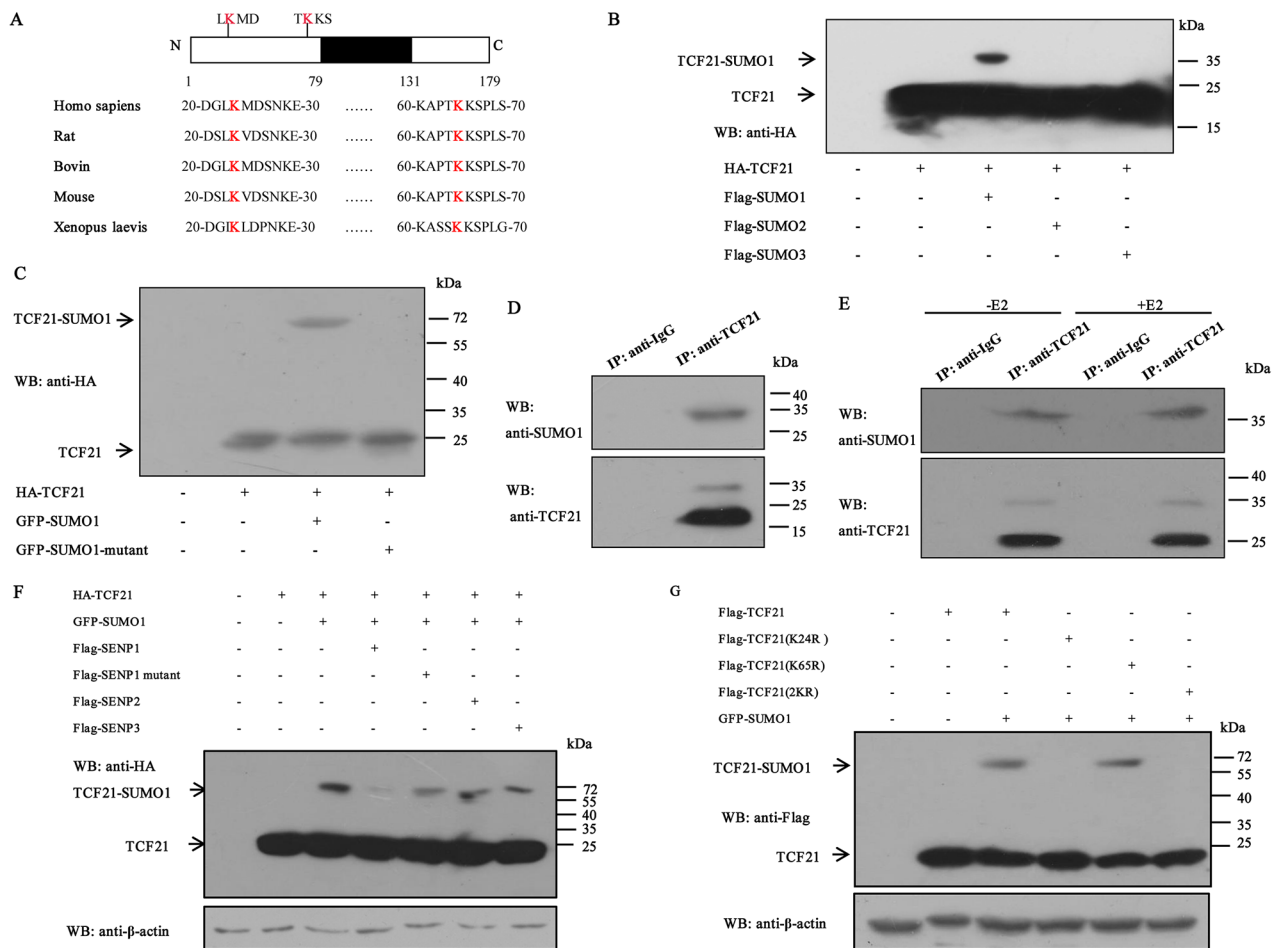 A
LKMD TKKS
N C
1 79 131 179
Homo sapiens 20-DGLKMDSNKE-30 ...... 60-KAPTKKSPLS-70
Rat 20-DSLKVDSNKE-30 ...... 60-KAPTKKSPLS-70
Bovin 20-DGLKMDSNKE-30 ...... 60-KAPTKKSPLS-70
Mouse 20-DSLKVDSNKE-30 ...... 60-KAPTKKSPLS-70
Xenopus laevis 20-DGIKLDPNKE-30 ...... 60-KASSKKSPLG-70
B
kDa
TCF21-SUMO1 35
TCF21 25
WB: anti-HA 15
HA-TCF21 - + + + +
Flag-SUMO1 - - + - -
Flag-SUMO2 - - - + -
Flag-SUMO3 - - - - +
C
kDa
TCF21-SUMO1 72
55
WB: anti-HA 40
35
25
TCF21
HA-TCF21 - + + +
GFP-SUMO1 - - + -
GFP-SUMO1-mutant - - - +
D
IP: anti-IgG IP: anti-TCF21
kDa
WB: 40
35
anti-SUMO1 25
WB: 35
25
anti-TCF21 15
E
-E2 +E2
IP: anti-IgG IP: anti-TCF21 IP: anti-IgG IP: anti-TCF21
kDa
WB: 35
anti-SUMO1
40
WB: 35
anti-TCF21
25
F
HA-TCF21 - + + + + + +
GFP-SUMO1 - - + + + + +
Flag-SENP1 - - - + - - -
Flag-SENP1 mutant - - - - + - -
Flag-SENP2 - - - - - + -
Flag-SENP3 - - - - - - +
kDa
WB: anti-HA
TCF21-SUMO1 72
55
40
35
TCF21 25
WB: anti-β-actin
G
Flag-TCF21 - + + - - -
Flag-TCF21(K24R ) - - - + - -
Flag-TCF21(K65R) - - - - + -
Flag-TCF21(2KR) - - - - - +
GFP-SUMO1 - - + + + +
kDa
TCF21-SUMO1 72
55
40
WB: anti-Flag 35
25
TCF21
WB: anti-β-actin